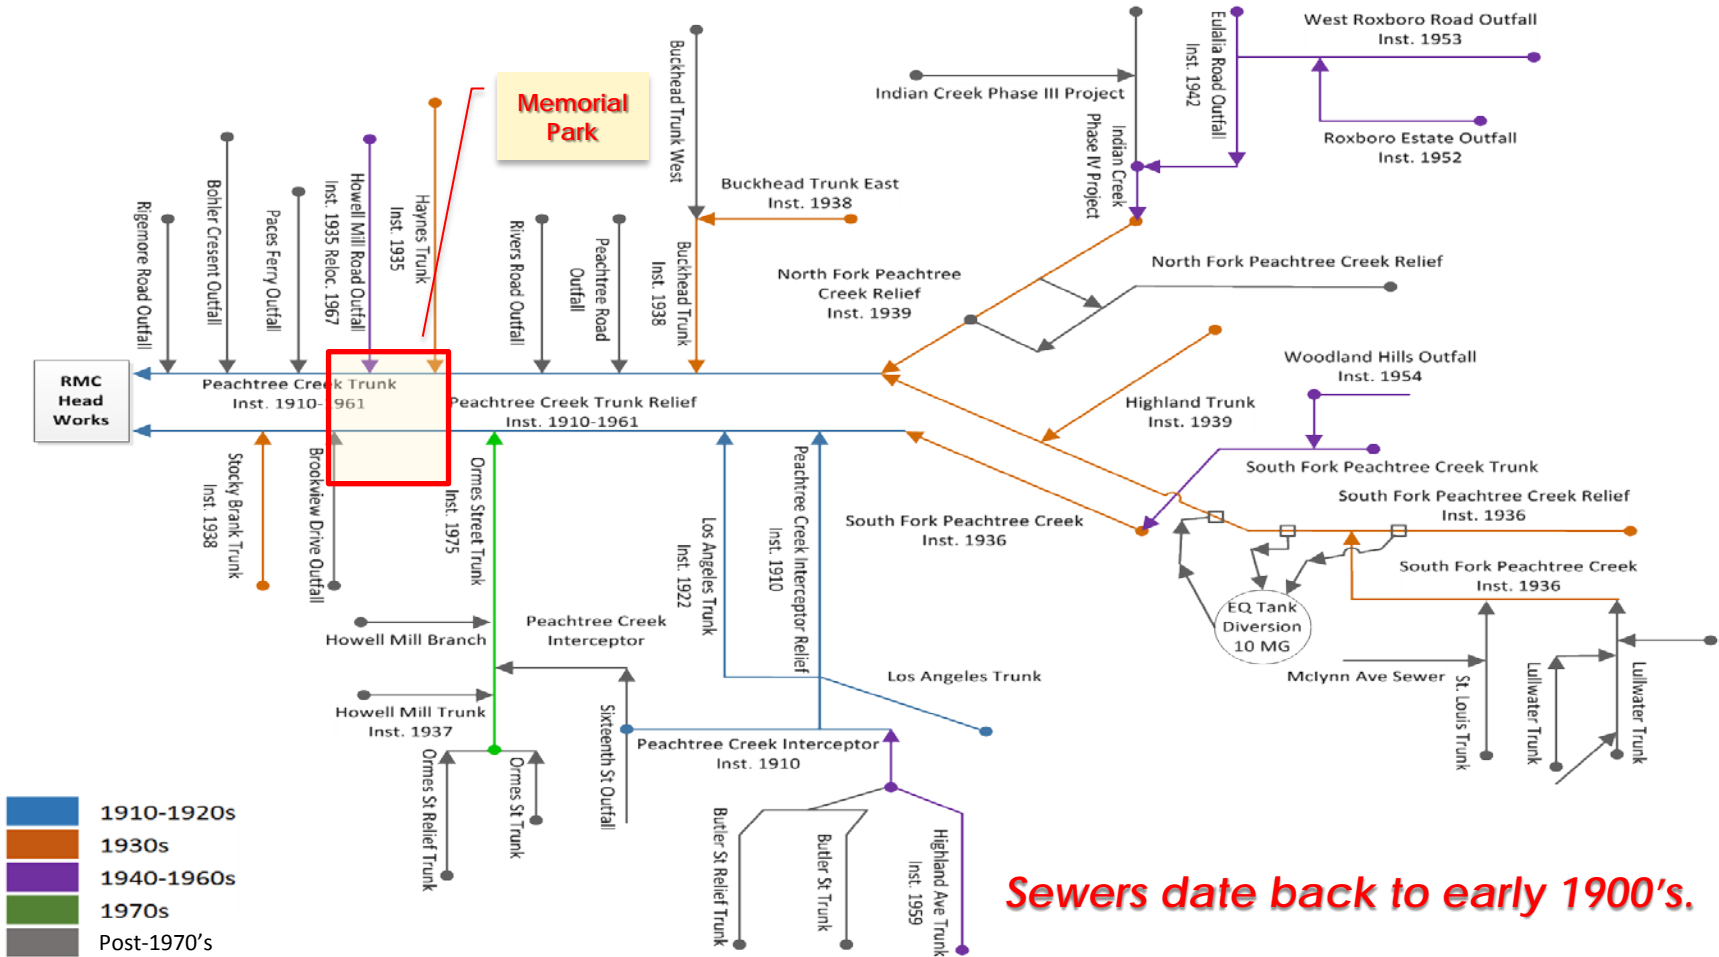 Memorial
Park
Rigemore Road Outfall
Bohler Cresent Outfall
Paces Ferry Outfall
Howell Mill Road Outfall
Inst. 1935 Reloc. 1967
Haynes Trunk
Inst. 1935
Rivers Road Outfall
Peachtree Road
Outfall
Buckhead Trunk West
Buckhead Trunk East
Inst. 1938
Buckhead Trunk
Inst. 1938
Indian Creek Phase III Project
Indian Creek
Phase IV Project
Eulalia Road Outfall
Inst. 1942
West Roxboro Road Outfall
Inst. 1953
Roxboro Estate Outfall
Inst. 1952
North Fork Peachtree
Creek Relief
Inst. 1939
North Fork Peachtree Creek Relief
Highland Trunk
Inst. 1939
Woodland Hills Outfall
Inst. 1954
South Fork Peachtree Creek Trunk
South Fork Peachtree Creek Relief
Inst. 1936
South Fork Peachtree Creek
Inst. 1936
South Fork Peachtree Creek
Inst. 1936
RMC
Head
Works
Peachtree Creek Trunk
Inst. 1910-1961
Peachtree Creek Trunk Relief
Inst. 1910-1961
Stocky Brank Trunk
Inst. 1938
Brookview Drive Outfall
Ormes Street Trunk
Inst. 1975
Los Angeles Trunk
Inst. 1922
Peachtree Creek Interceptor Relief
Inst. 1910
EQ Tank
Diversion
10 MG
Howell Mill Branch
Peachtree Creek
Interceptor
Howell Mill Trunk
Inst. 1937
Los Angeles Trunk
Mclynn Ave Sewer
St. Louis Trunk
Lullwater Trunk
Lullwater Trunk
Ormes St Relief Trunk
Ormes St Trunk
Sixteenth St Outfall
Peachtree Creek Interceptor
Inst. 1910
Butler St Relief Trunk
Butler St Trunk
Highland Ave Trunk
Inst. 1959
1910-1920s
1930s
1940-1960s
1970s
Post-1970's
Sewers date back to early 1900's.